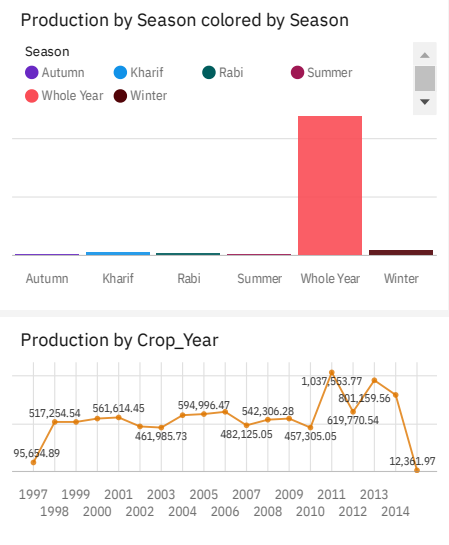 Production by Season colored by Season
Season
Autumn Kharif Rabi Summer
Whole Year Winter
Autumn Kharif Rabi Summer Whole Year Winter
Production by Crop_Year
1,037,553.77
801,159.56
517,254.54 561,614.45 594,996.47 542,306.28
619,770.54
461,985.73 482,125.05 457,305.05
95,654.89 12,361.97
1997 1999 2001 2003 2005 2007 2009 2011 2013
1998 2000 2002 2004 2006 2008 2010 2012 2014